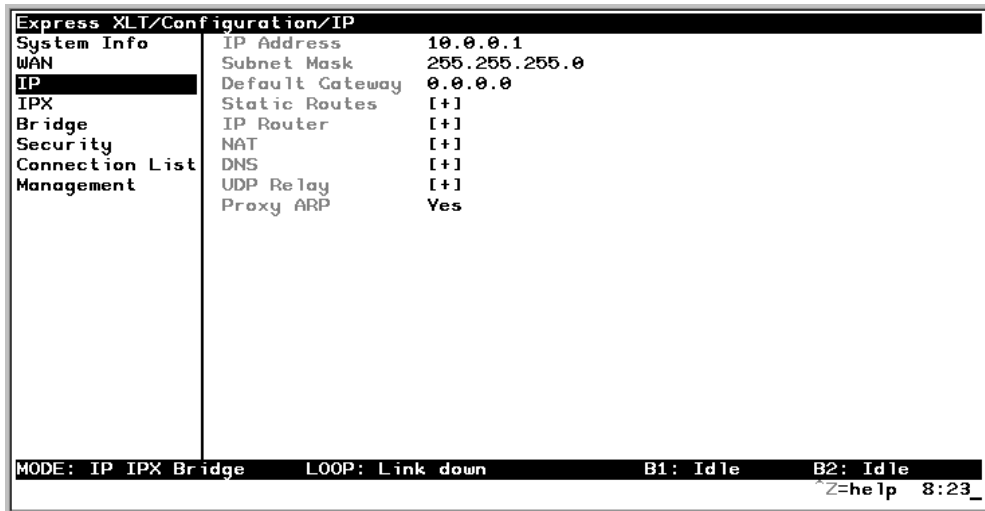 Express XLT/Configuration/IP
System Info IP Address 10.0.0.1
WAN Subnet Mask 255.255.255.0
IP Default Gateway 0.0.0.0
IPX Static Routes [+]
Bridge IP Router [+]
Security NAT [+]
Connection List DNS [+]
Management UDP Relay [+]
Proxy ARP Yes
MODE: IP IPX Bridge LOOP: Link down B1: Idle B2: Idle
^Z=help 8:23_